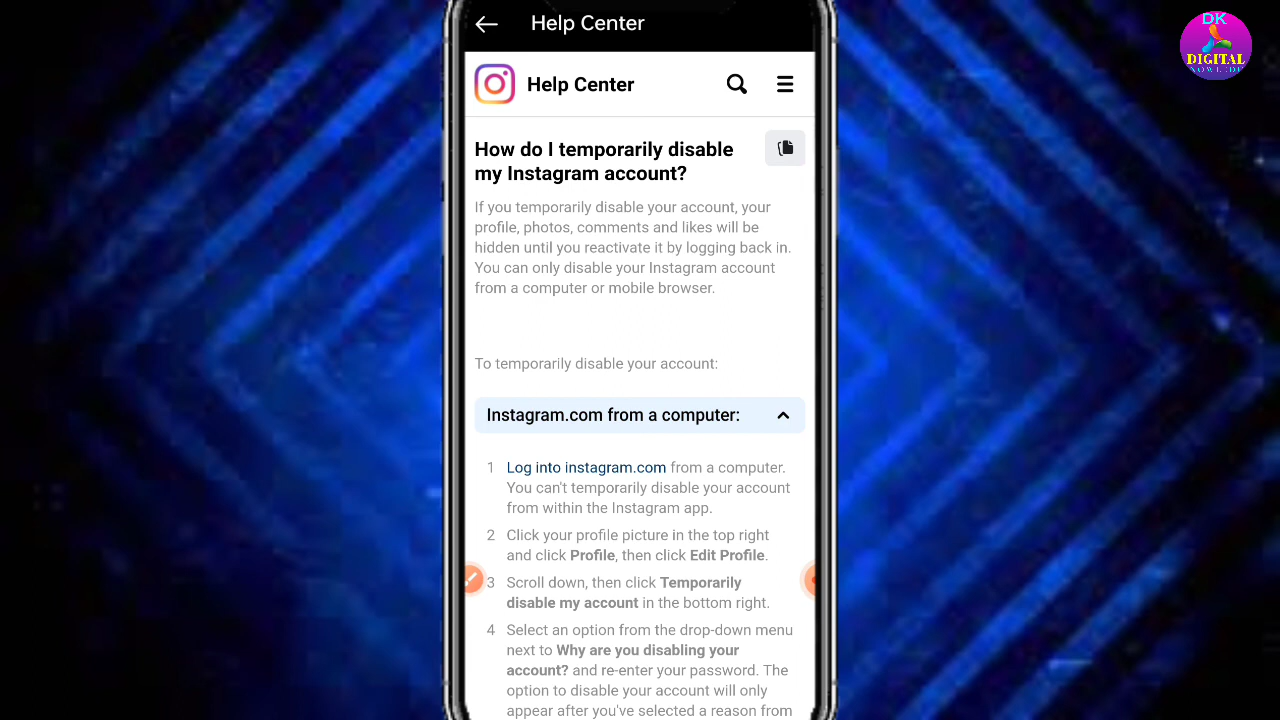 Help Center
DK
DIGITAL
Help Center
How do I temporarily disable
my Instagram account?
If you temporarily disable your account, your
profile, photos, comments and likes will be
hidden until you reactivate it by logging back in.
You can only disable your Instagram account
from a computer or mobile browser.
To temporarily disable your account:
Instagram.com from a computer:
1 Log into instagram.com from a computer.
You can't temporarily disable your account
from within the Instagram app.
2 Click your profile picture in the top right
and click Profile, then click Edit Profile.
3 Scroll down, then click Temporarily
disable my account in the bottom right.
4 Select an option from the drop-down menu
next to Why are you disabling your
account? and re-enter your password. The
option to disable your account will only
appear after you've selected a reason from